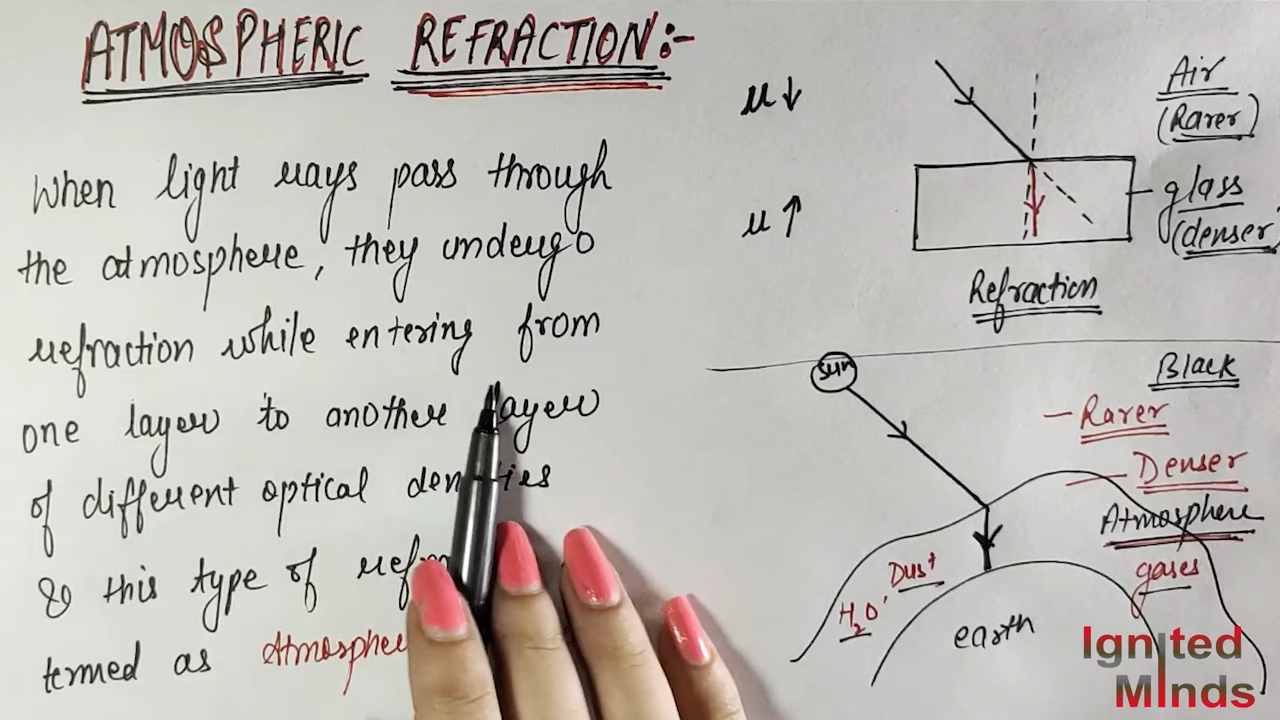 ATMOSPHERIC REFRACTION:-
When light rays pass through
the atmosphere, they undergo
refraction while entering from
one layer to another layer
of different optical densities
& this type of
termed as
μ↓
μ↑
Air
(Rarer)
glass
(denser)
Refraction
Sun
Black
- Rarer
Denser
Atmosphere
gases
Dust
H₂O
earth
Ignited
Minds